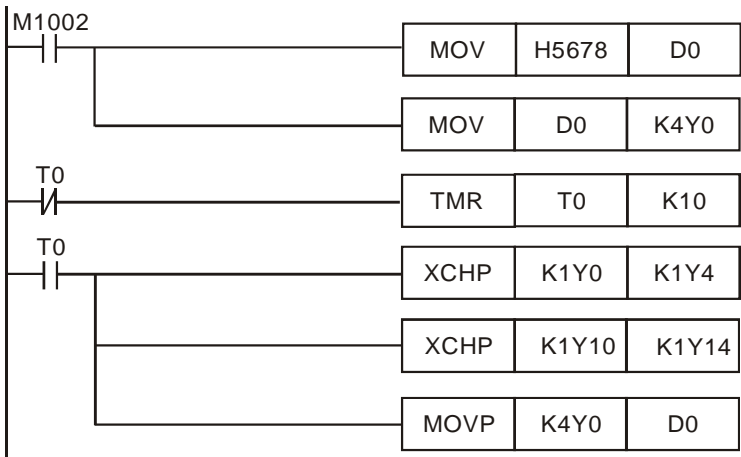 M1002
MOV H5678 D0
MOV D0 K4Y0
T0
TMR T0 K10
T0
XCHP K1Y0 K1Y4
XCHP K1Y10 K1Y14
MOVP K4Y0 D0